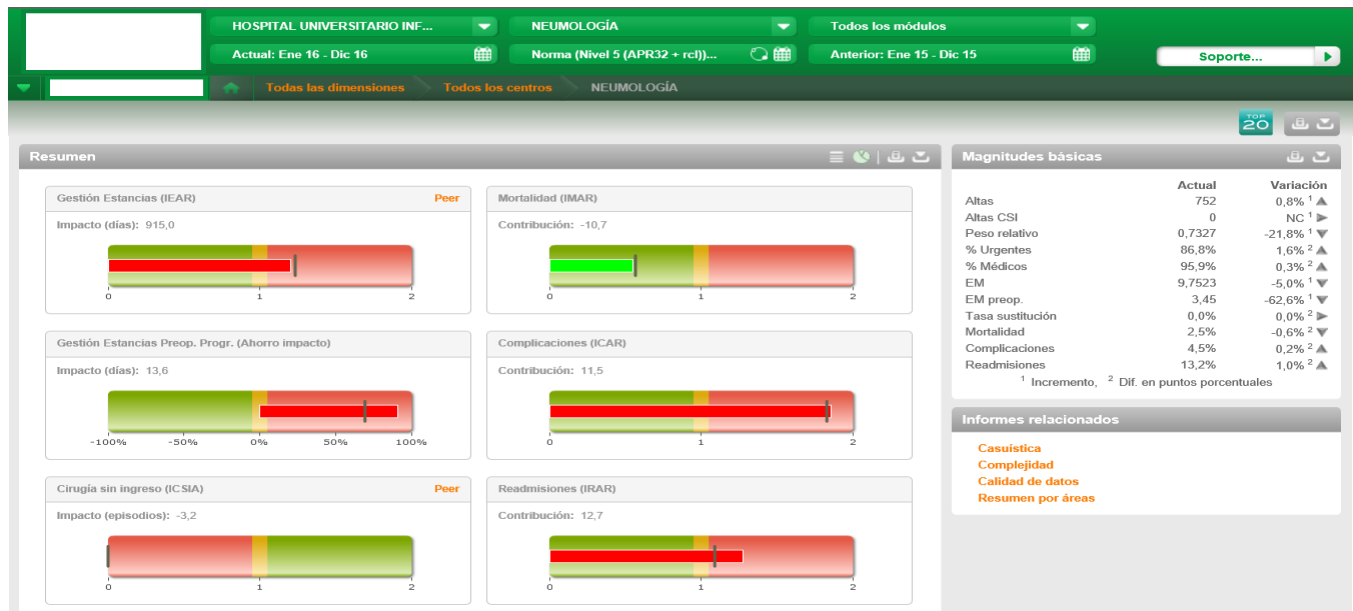 HOSPITAL UNIVERSITARIO INF... NEUMOLOGÍA Todos los módulos
Actual: Ene 16 - Dic 16 Norma (Nivel 5 (APR32 + rcl))... Anterior: Ene 15 - Dic 15
Soporte...
Todas las dimensiones Todos los centros NEUMOLOGÍA
TOP 20
Resumen
Gestión Estancias (IEAR) Peer
Impacto (días): 915,0
0 1 2
Mortalidad (IMAR)
Contribución: -10,7
0 1 2
Gestión Estancias Preop. Progr. (Ahorro impacto)
Impacto (días): 13,6
-100% -50% 0% 50% 100%
Complicaciones (ICAR)
Contribución: 11,5
0 1 2
Cirugía sin ingreso (ICSIA) Peer
Impacto (episodios): -3,2
0 1 2
Readmisiones (IRAR)
Contribución: 12,7
0 1 2
Magnitudes básicas
Actual Variación
Altas 752 0,8% ¹
Altas CSI 0 NC ¹
Peso relativo 0,7327 -21,8% ¹
% Urgentes 86,8% 1,6% ²
% Médicos 95,9% 0,3% ²
EM 9,7523 -5,0% ¹
EM preop. 3,45 -62,6% ¹
Tasa sustitución 0,0% 0,0% ²
Mortalidad 2,5% -0,6% ²
Complicaciones 4,5% 0,2% ²
Readmisiones 13,2% 1,0% ²
¹ Incremento, ² Dif. en puntos porcentuales
Informes relacionados
Casuística
Complejidad
Calidad de datos
Resumen por áreas